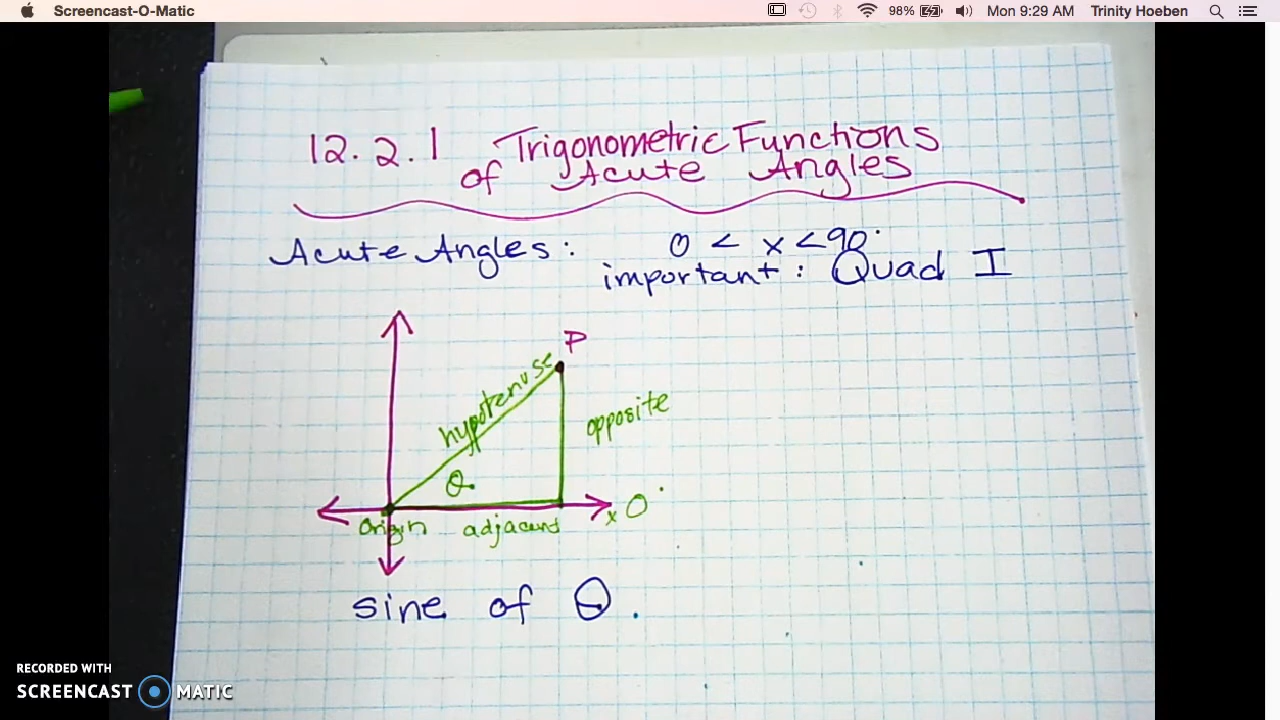 Screencast-O-Matic 98% Mon 9:29 AM Trinity Hoeben
12.2.1 Trigonometric Functions
of Acute Angles
Acute Angles: 0 < x < 90°
important: Quad I
P
hypotenuse
opposite
θ
x 0°
Origin adjacent
sine of θ.
RECORDED WITH
SCREENCAST MATIC